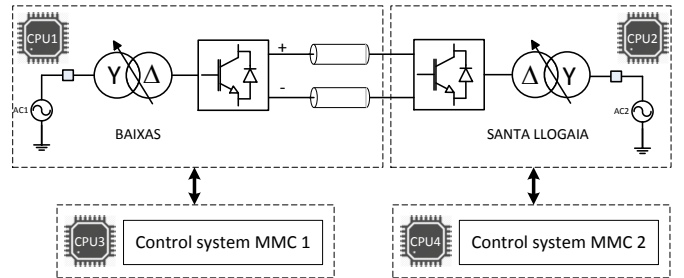 CPU1
CPU2
+
Y Δ
Δ Y
AC1
-
AC2
BAIXAS
SANTA LLOGAIA
CPU3
Control system MMC 1
CPU4
Control system MMC 2